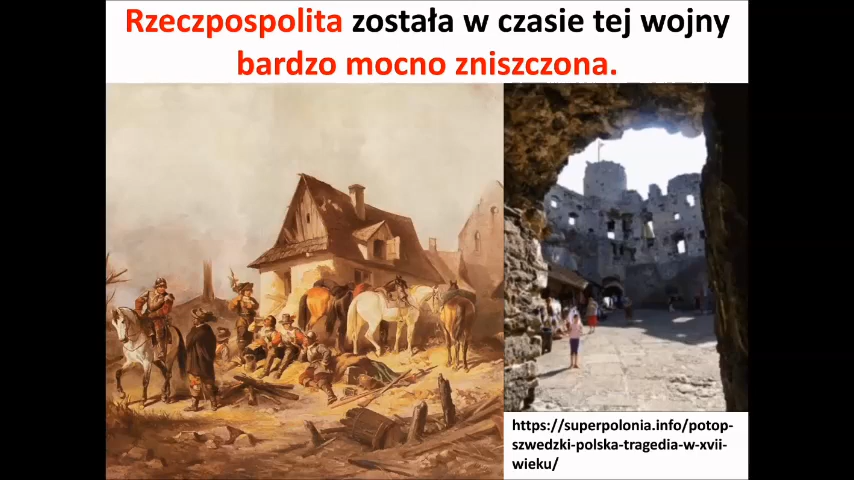 Rzeczpospolita została w czasie tej wojny
bardzo mocno zniszczona.
https://superpolonia.info/potop-
szwedzki-polska-tragedia-w-xvii-
wieku/